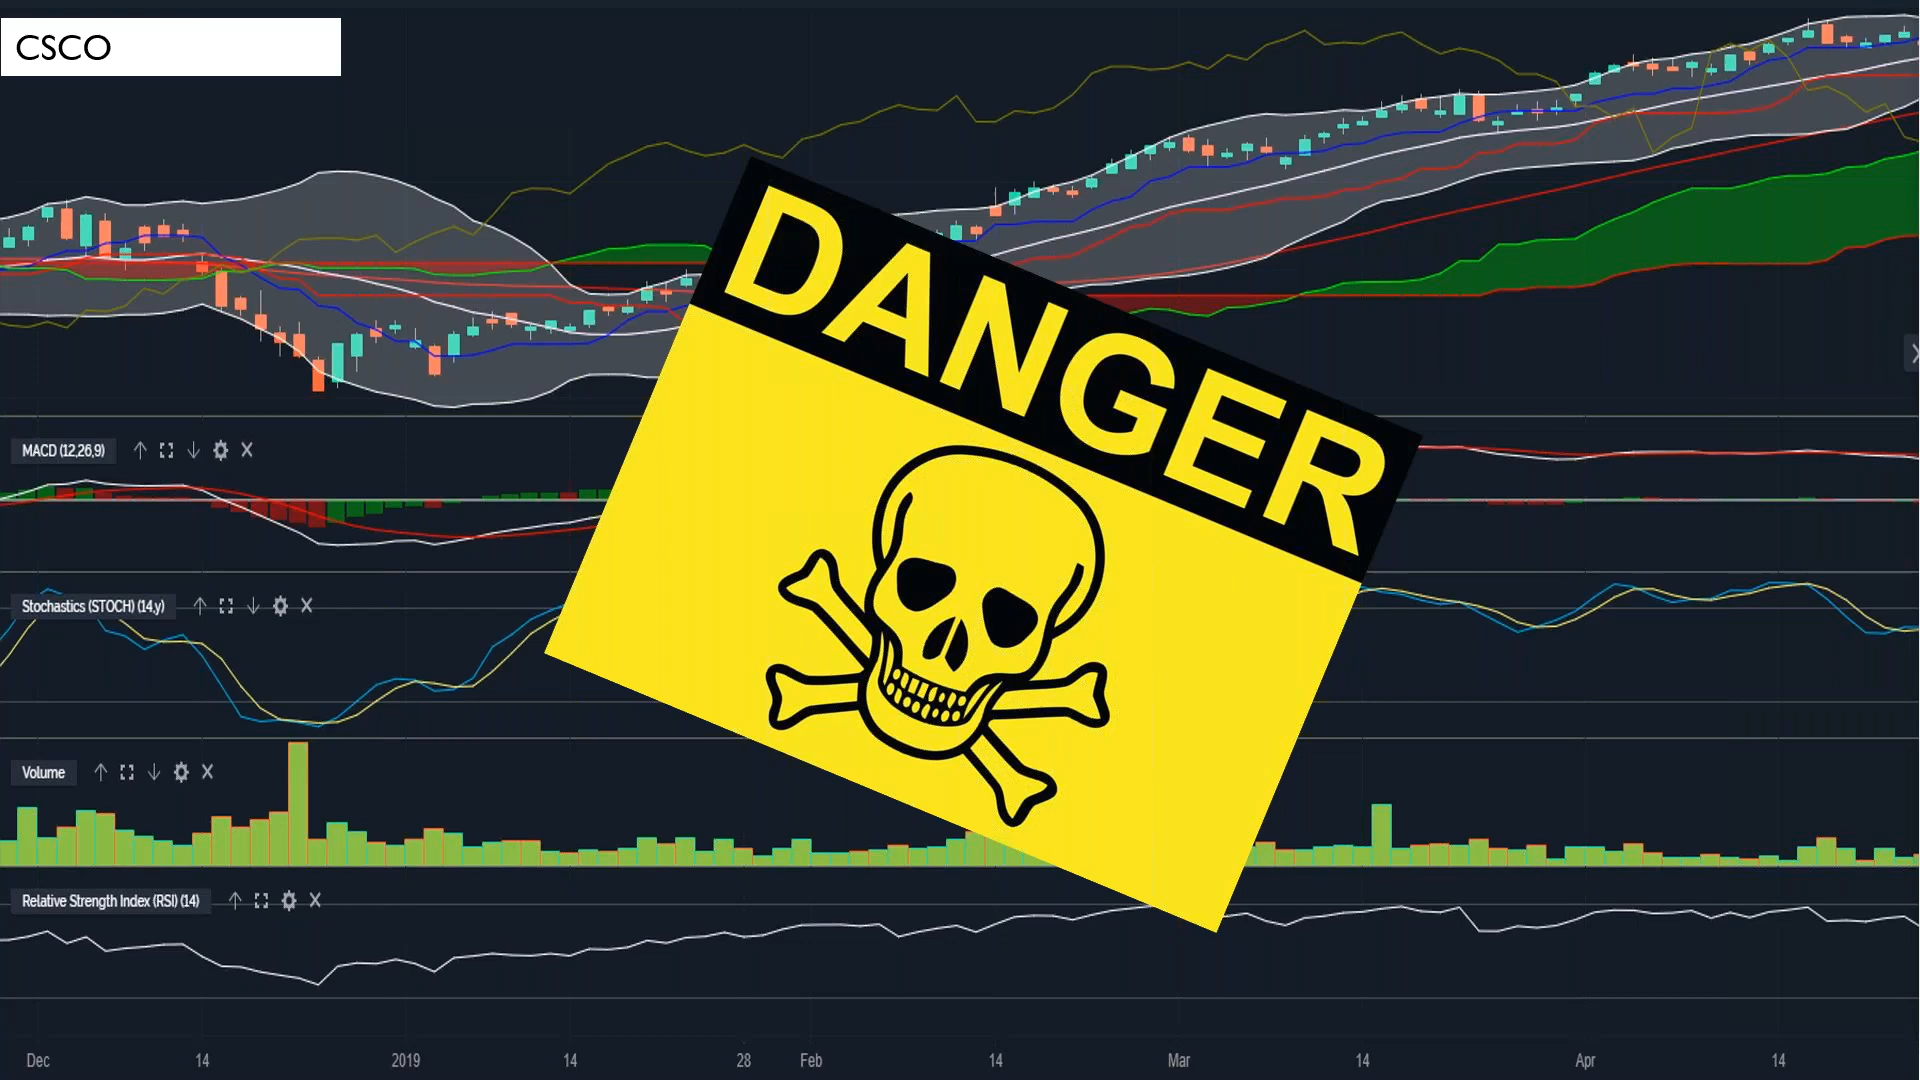 CSCO
DANGER
MACD (12,26,9)
Stochastics (STOCH) (14,y)
Volume
Relative Strength Index (RSI) (14)
Dec 14 2019 14 28 Feb 14 Mar 14 Apr 14